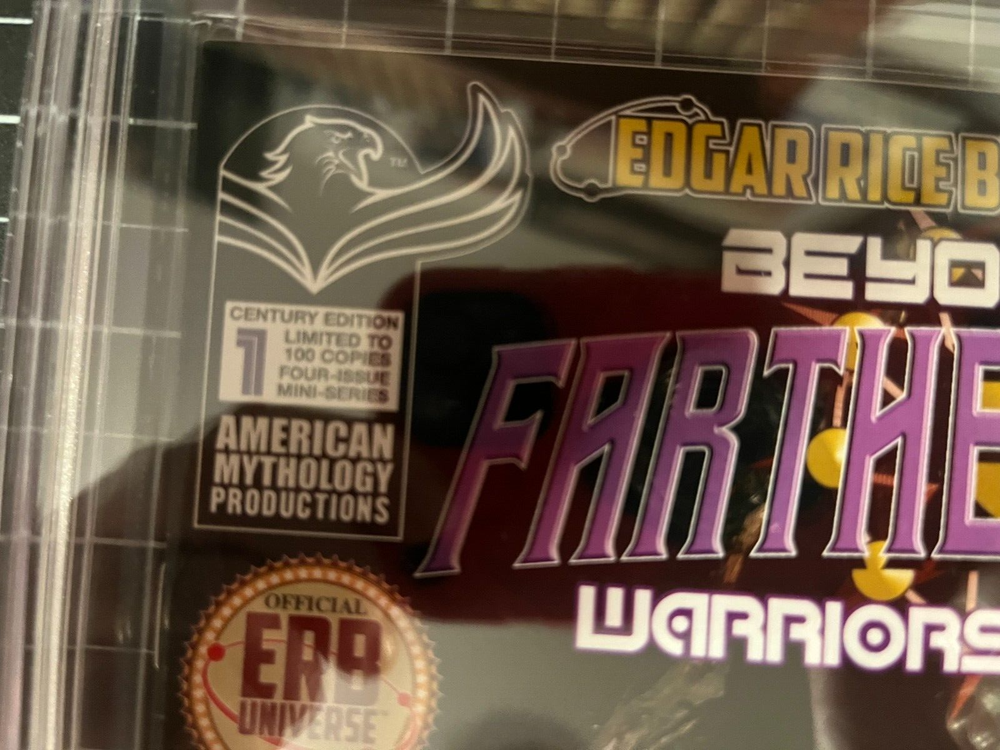 TM
EDGAR RICE B
BEYO
CENTURY EDITION
1
LIMITED TO
100 COPIES
FOUR-ISSUE
MINI-SERIES
FARTHE
AMERICAN
MYTHOLOGY
PRODUCTIONS
WARRIORS
OFFICIAL
ERB
UNIVERSE